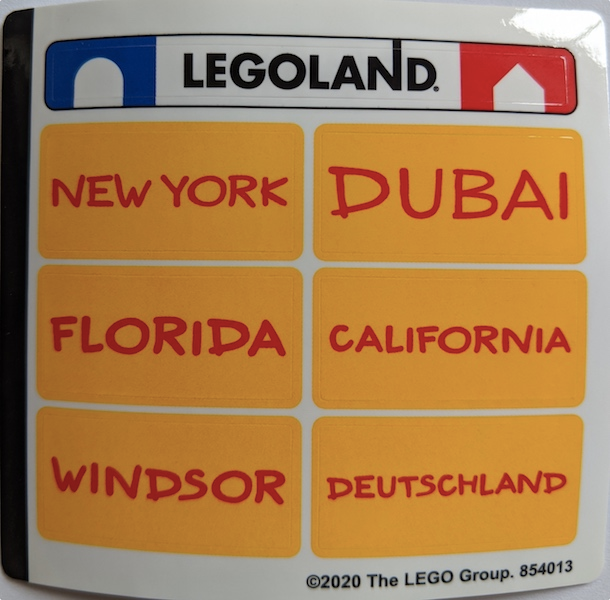 LEGOLAND®
NEW YORK
DUBAI
FLORIDA
CALIFORNIA
WINDSOR
DEUTSCHLAND
©2020 The LEGO Group. 854013